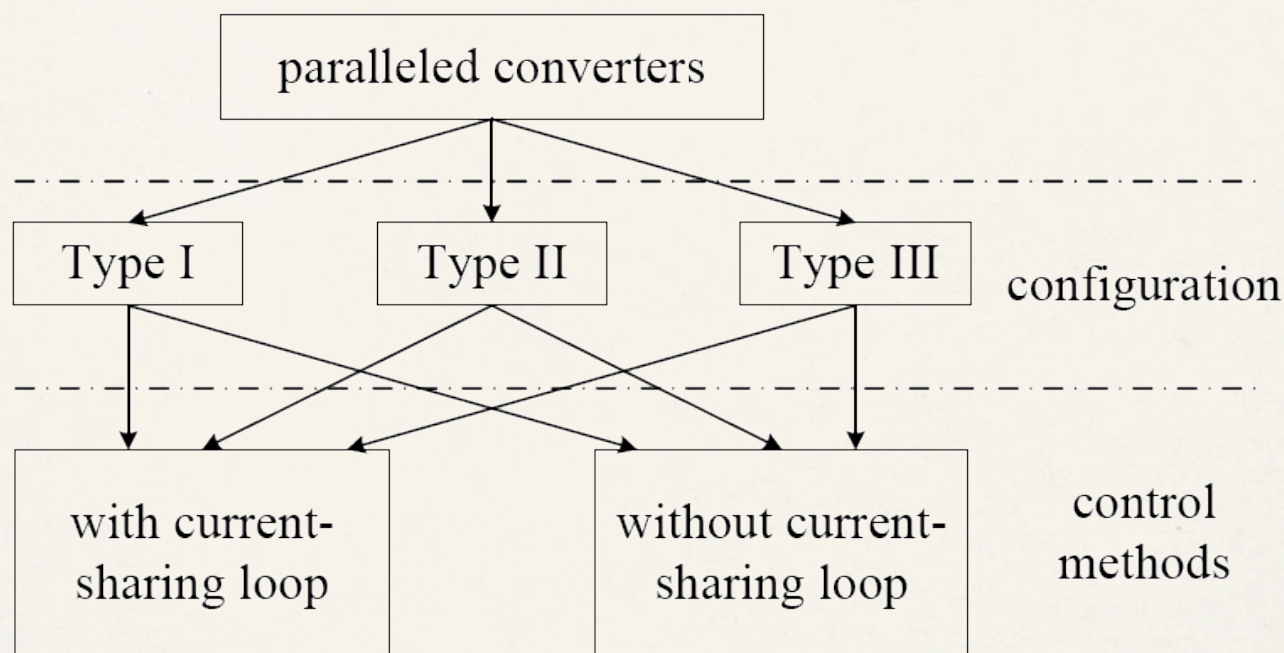 paralleled converters
Type I
Type II
Type III
configuration
with current-
sharing loop
without current-
sharing loop
control
methods